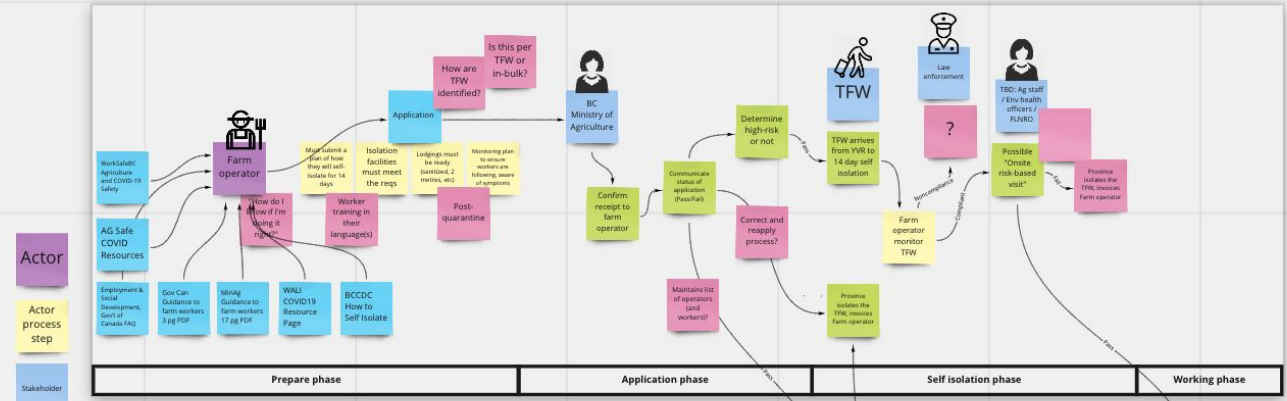 Is this per
TFW or
in-bulk?
How are
TFW
identified?
Application
Farm
operator
WorkSafeBC
Agriculture
and COVID-19
Safety
AG Safe
COVID
Resources
Must submit a
plan of how
they will self-
isolate for 14
days
Isolation
facilities
must meet
the reqs
Lodgings must
be ready
(sanitized, 2
metres, etc)
Monitoring plan
to ensure
workers are
following, aware
of symptoms
"How do I
know if I'm
doing it
right?"
Worker
training in
their
language(s)
Post-
quarantine
Employment &
Social
Development,
Gov't of
Canada FAQ
Gov Can
Guidance to
farm workers
3 pg PDF
MinAg
Guidance to
farm workers
17 pg PDF
WALI
COVID19
Resource
Page
BCCDC
How to
Self Isolate
BC
Ministry of
Agriculture
Confirm
receipt to
farm
operator
Communicate
status of
application
(Pass/Fail)
Determine
high-risk
or not
Pass
Correct and
reapply
process?
Maintains list
of operators
(and
workers)?
Pass
TFW
TFW arrives
from YVR to
14 day self
isolation
Province
isolates the
TFW, invoices
Farm operator
Farm
operator
monitor
TFW
Noncompliance
Compliant
Law
enforcement
?
TBD: Ag staff
/ Env health
officers /
FLNRO
Possible
"Onsite
risk-based
visit"
Fail
Province
isolates the
TFW, invoices
Farm operator
Pass
Actor
Actor
process
step
Stakeholder
Prepare phase
Application phase
Self isolation phase
Working phase